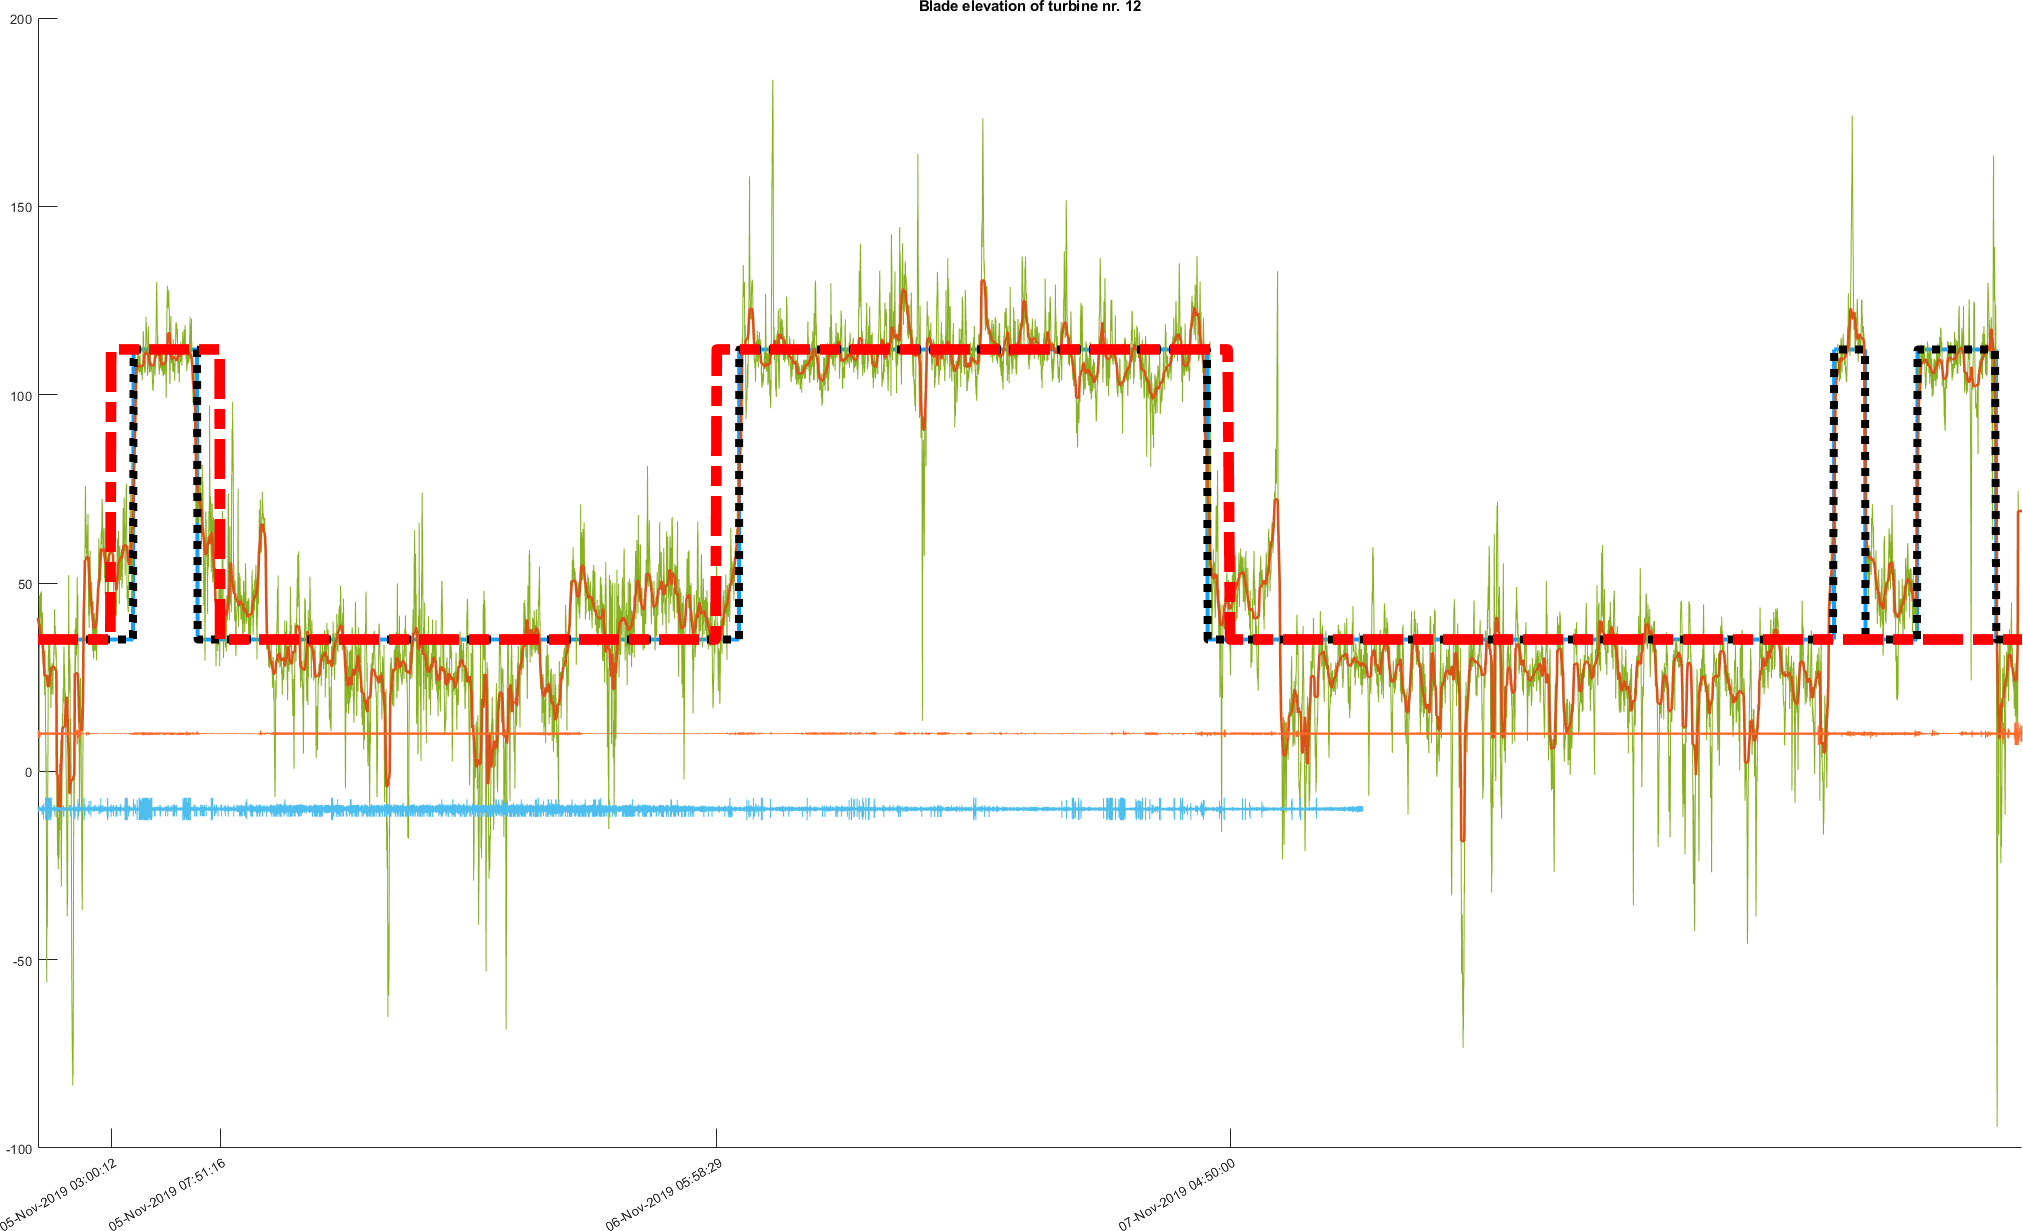 Blade elevation of turbine nr. 12
200
150
100
50
0
-50
-100
05-Nov-2019 03:00:12
05-Nov-2019 07:51:16
06-Nov-2019 05:58:29
07-Nov-2019 04:50:00